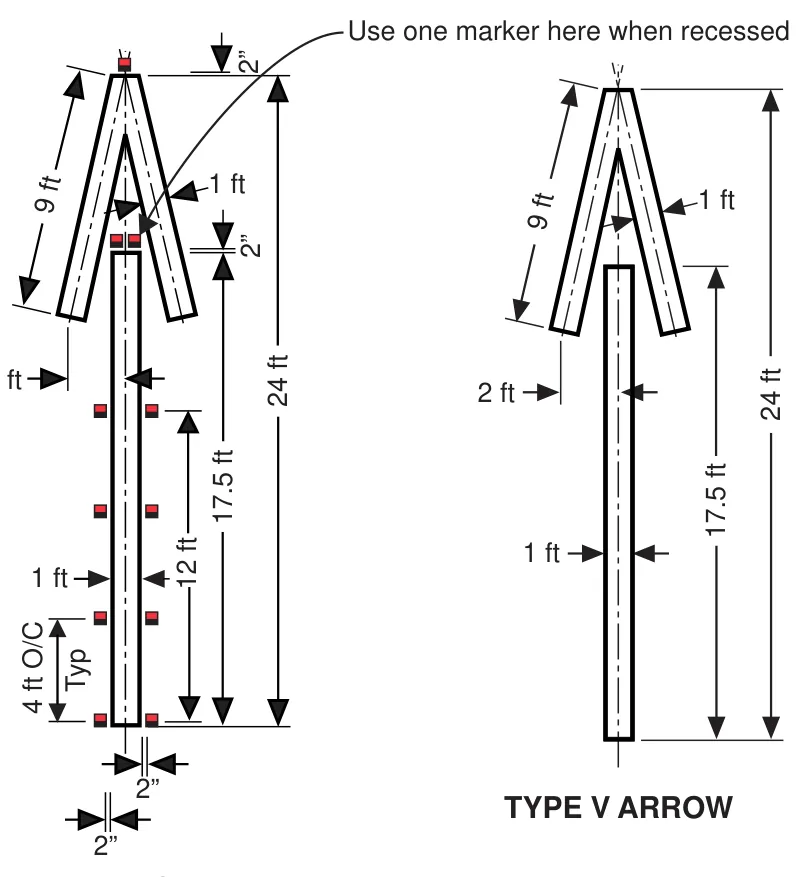 Use one marker here when recessed
2”
9 ft
1 ft
2”
ft
24 ft
17.5 ft
12 ft
1 ft
4 ft O/C
Typ
2”
2”
9 ft
1 ft
2 ft
24 ft
17.5 ft
1 ft
TYPE V ARROW